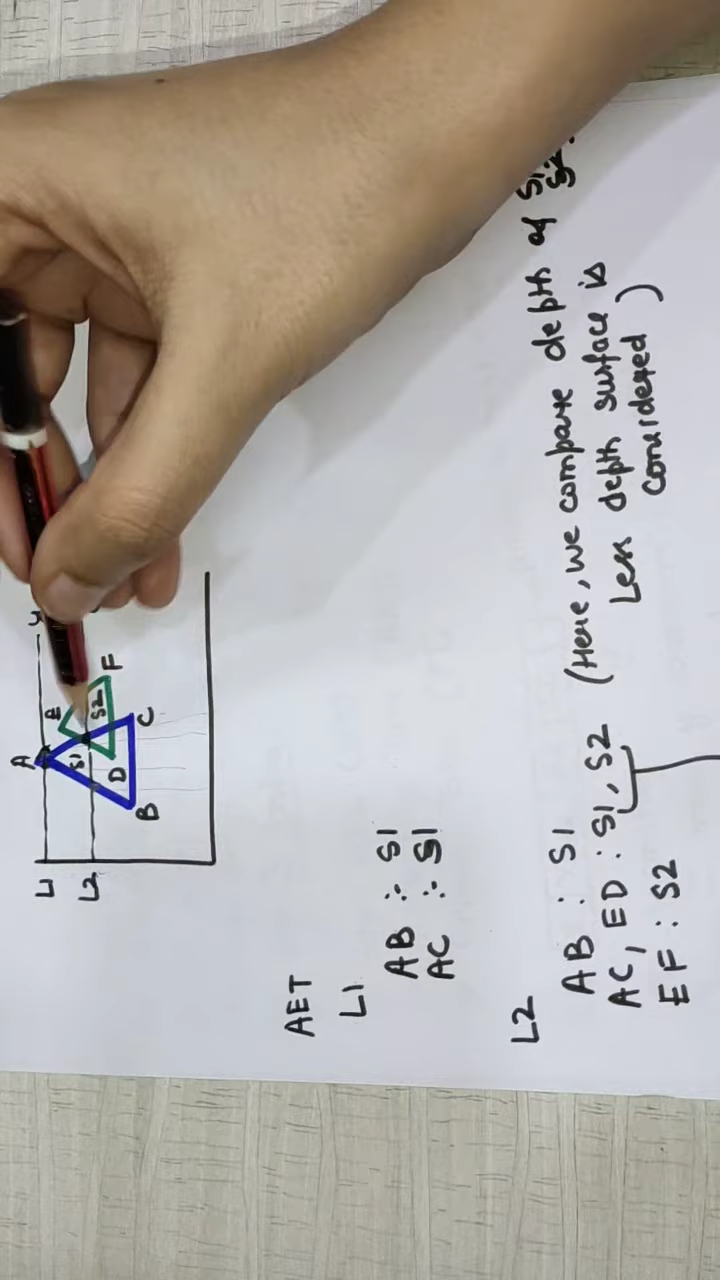 L1
A
E
y
L2
S1
S2
F
D
B
C
AET
L1
AB : S1
AC : S1
L2
AB : S1
AC, ED : S1, S2 (Here, we compare depth of S1
S2.
EF : S2
Less depth surface is
considered)